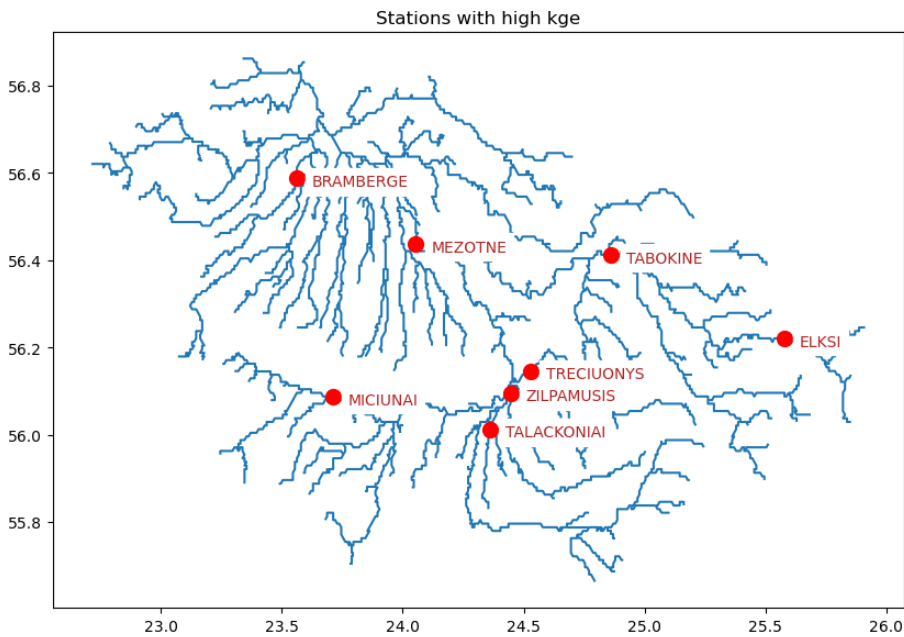 Stations with high kge
56.8
56.6
56.4
56.2
56.0
55.8
BRAMBERGE
MEZOTNE
TABOKINE
ELKSI
TRECIUONYS
ZILPAMUSIS
MICIUNAI
TALACKONIAI
23.0 23.5 24.0 24.5 25.0 25.5 26.0